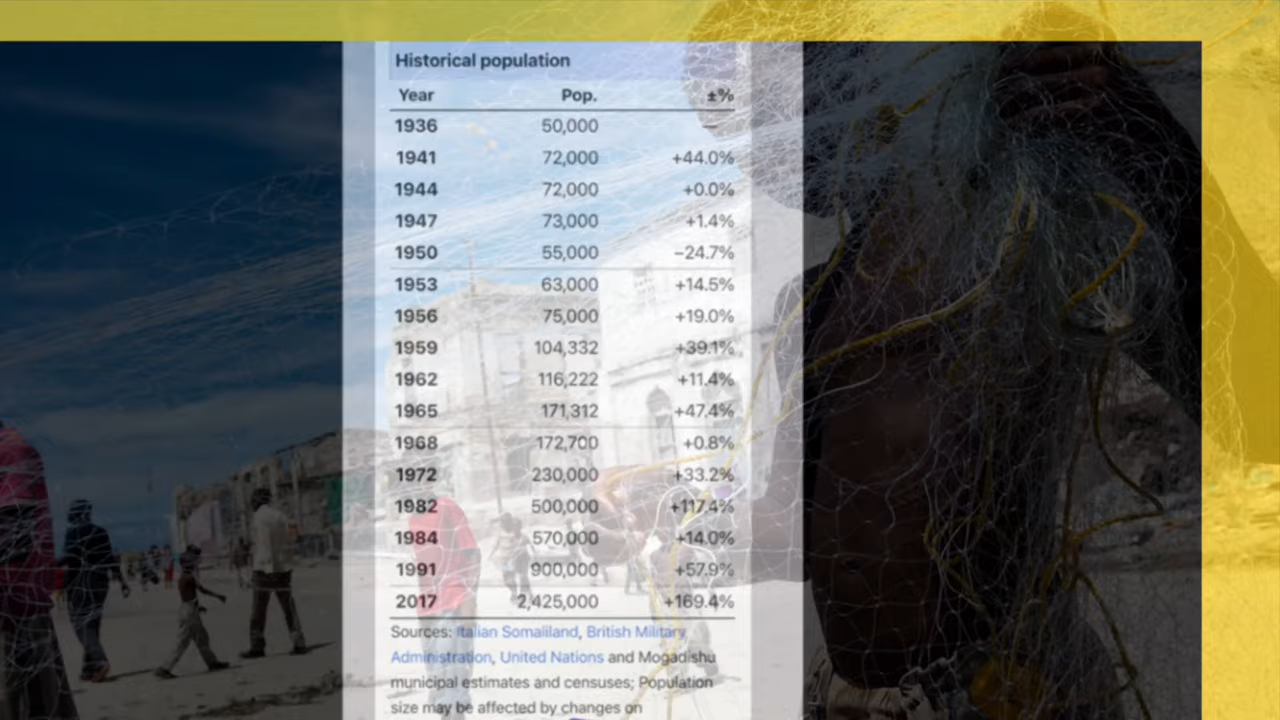 Historical population
Year Pop. ±%
1936 50,000
1941 72,000 +44.0%
1944 72,000 +0.0%
1947 73,000 +1.4%
1950 55,000 −24.7%
1953 63,000 +14.5%
1956 75,000 +19.0%
1959 104,332 +39.1%
1962 116,222 +11.4%
1965 171,312 +47.4%
1968 172,700 +0.8%
1972 230,000 +33.2%
1982 500,000 +117.4%
1984 570,000 +14.0%
1991 900,000 +57.9%
2017 2,425,000 +169.4%
Sources: Italian Somaliland, British Military
Administration, United Nations and Mogadishu
municipal estimates and censuses; Population
size may be affected by changes on